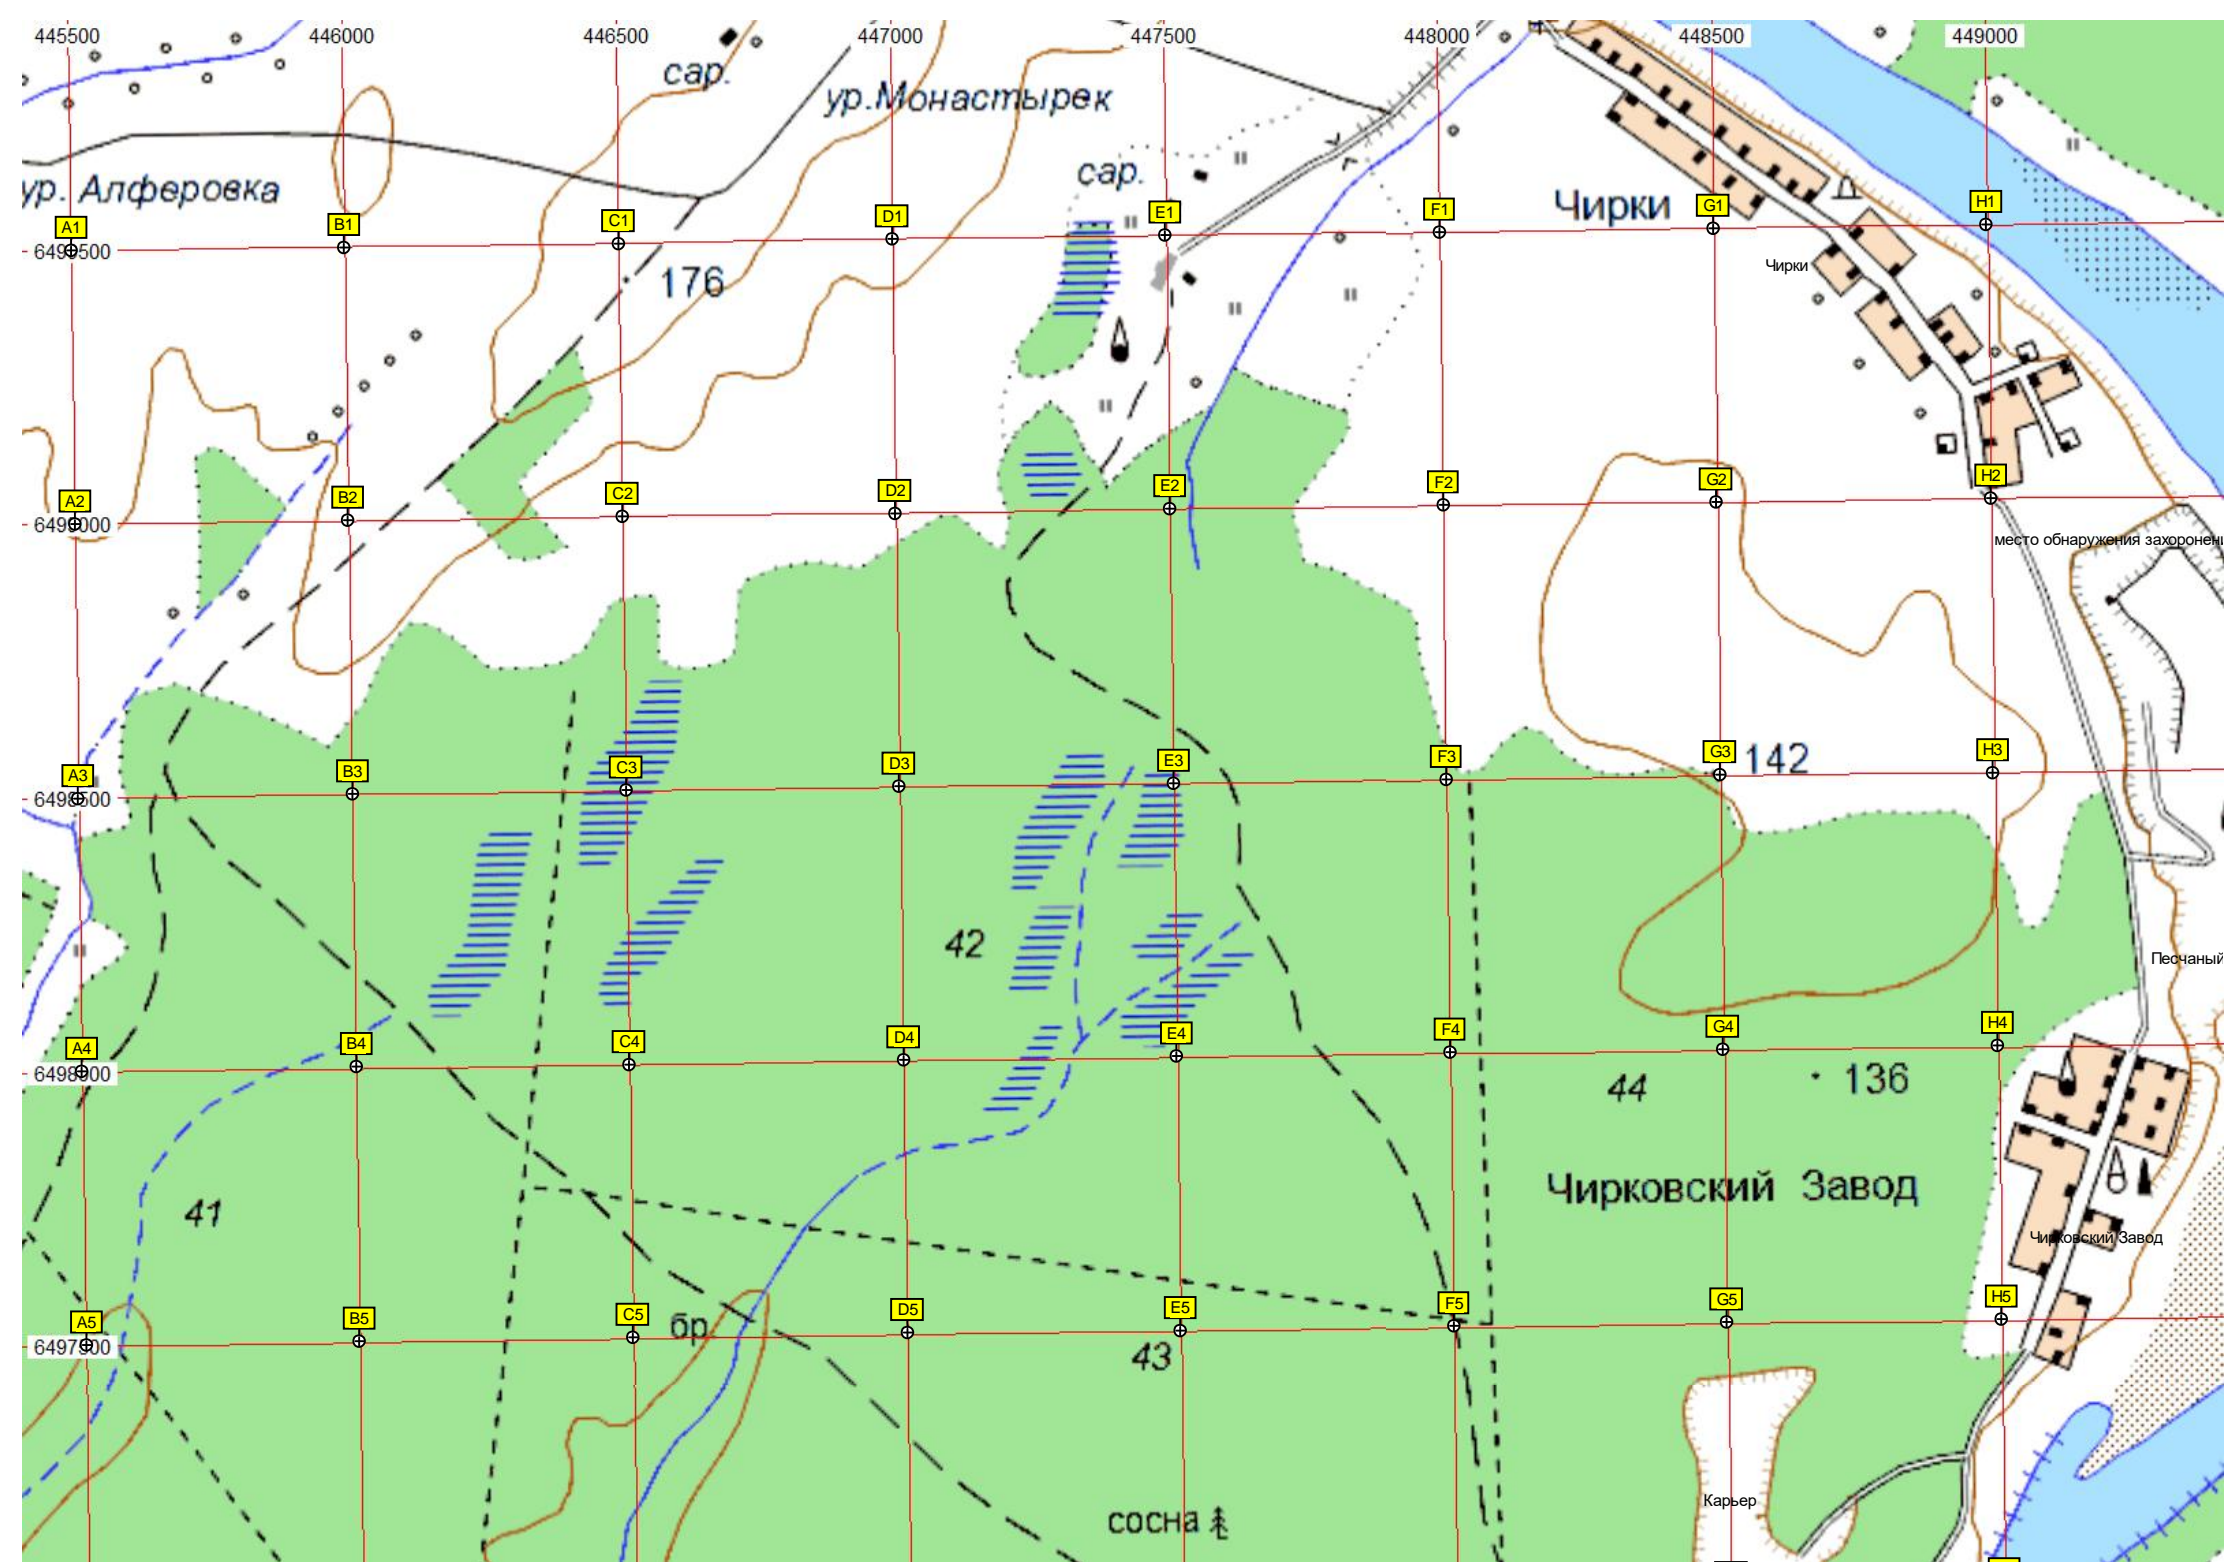 445500 446000 446500 447000 447500 448000 448500 449000
сар.
ур.Монастырек
сар.
ур. Алферовка
Чирки
A1 B1 C1 D1 E1 F1 G1 H1
176
Чирки
A2 B2 C2 D2 E2 F2 G2 H2
место обнаружения захоронени
A3 B3 C3 D3 E3 F3 G3 H3
142
42
Песчаный
A4 B4 C4 D4 E4 F4 G4 H4
44
136
Чирковский Завод
41
Чирковский Завод
A5 B5 C5 D5 E5 F5 G5 H5
бр.
43
Карьер
сосна